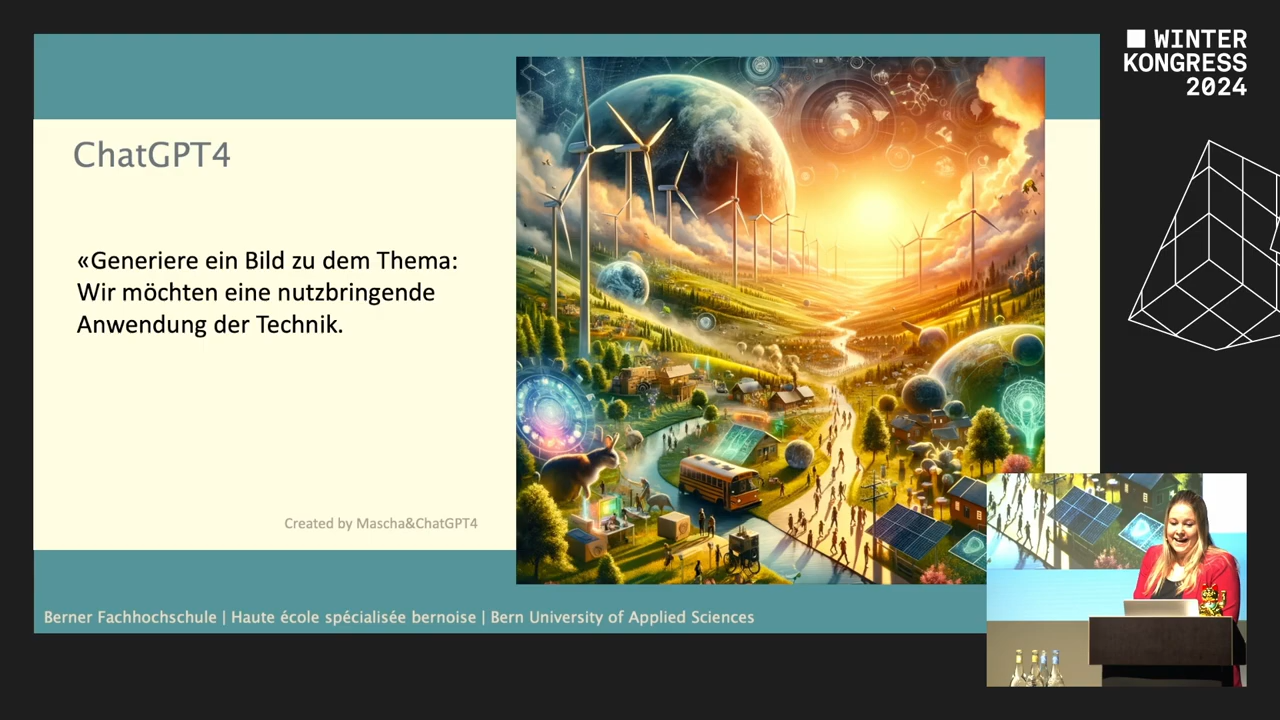 WINTER
KONGRESS
2024
ChatGPT4
«Generiere ein Bild zu dem Thema:
Wir möchten eine nutzbringende
Anwendung der Technik.
Created by Mascha&ChatGPT4
Berner Fachhochschule | Haute école spécialisée bernoise | Bern University of Applied Sciences